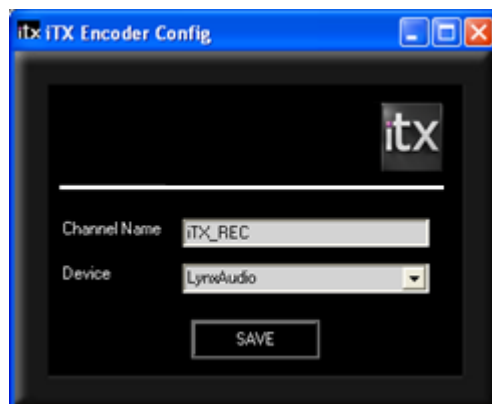 itx iTX Encoder Config
itx
Channel Name iTX_REC
Device LynxAudio
SAVE